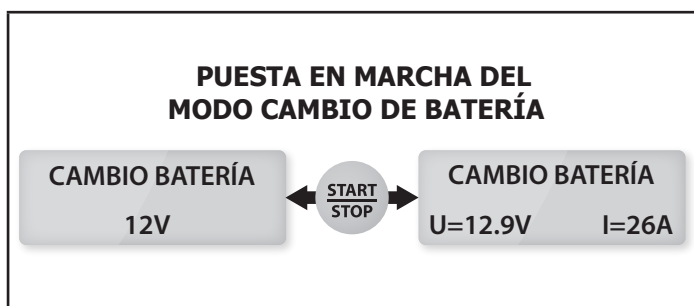 PUESTA EN MARCHA DEL
MODO CAMBIO DE BATERÍA
CAMBIO BATERÍA
12V
START
STOP
CAMBIO BATERÍA
U=12.9V I=26A